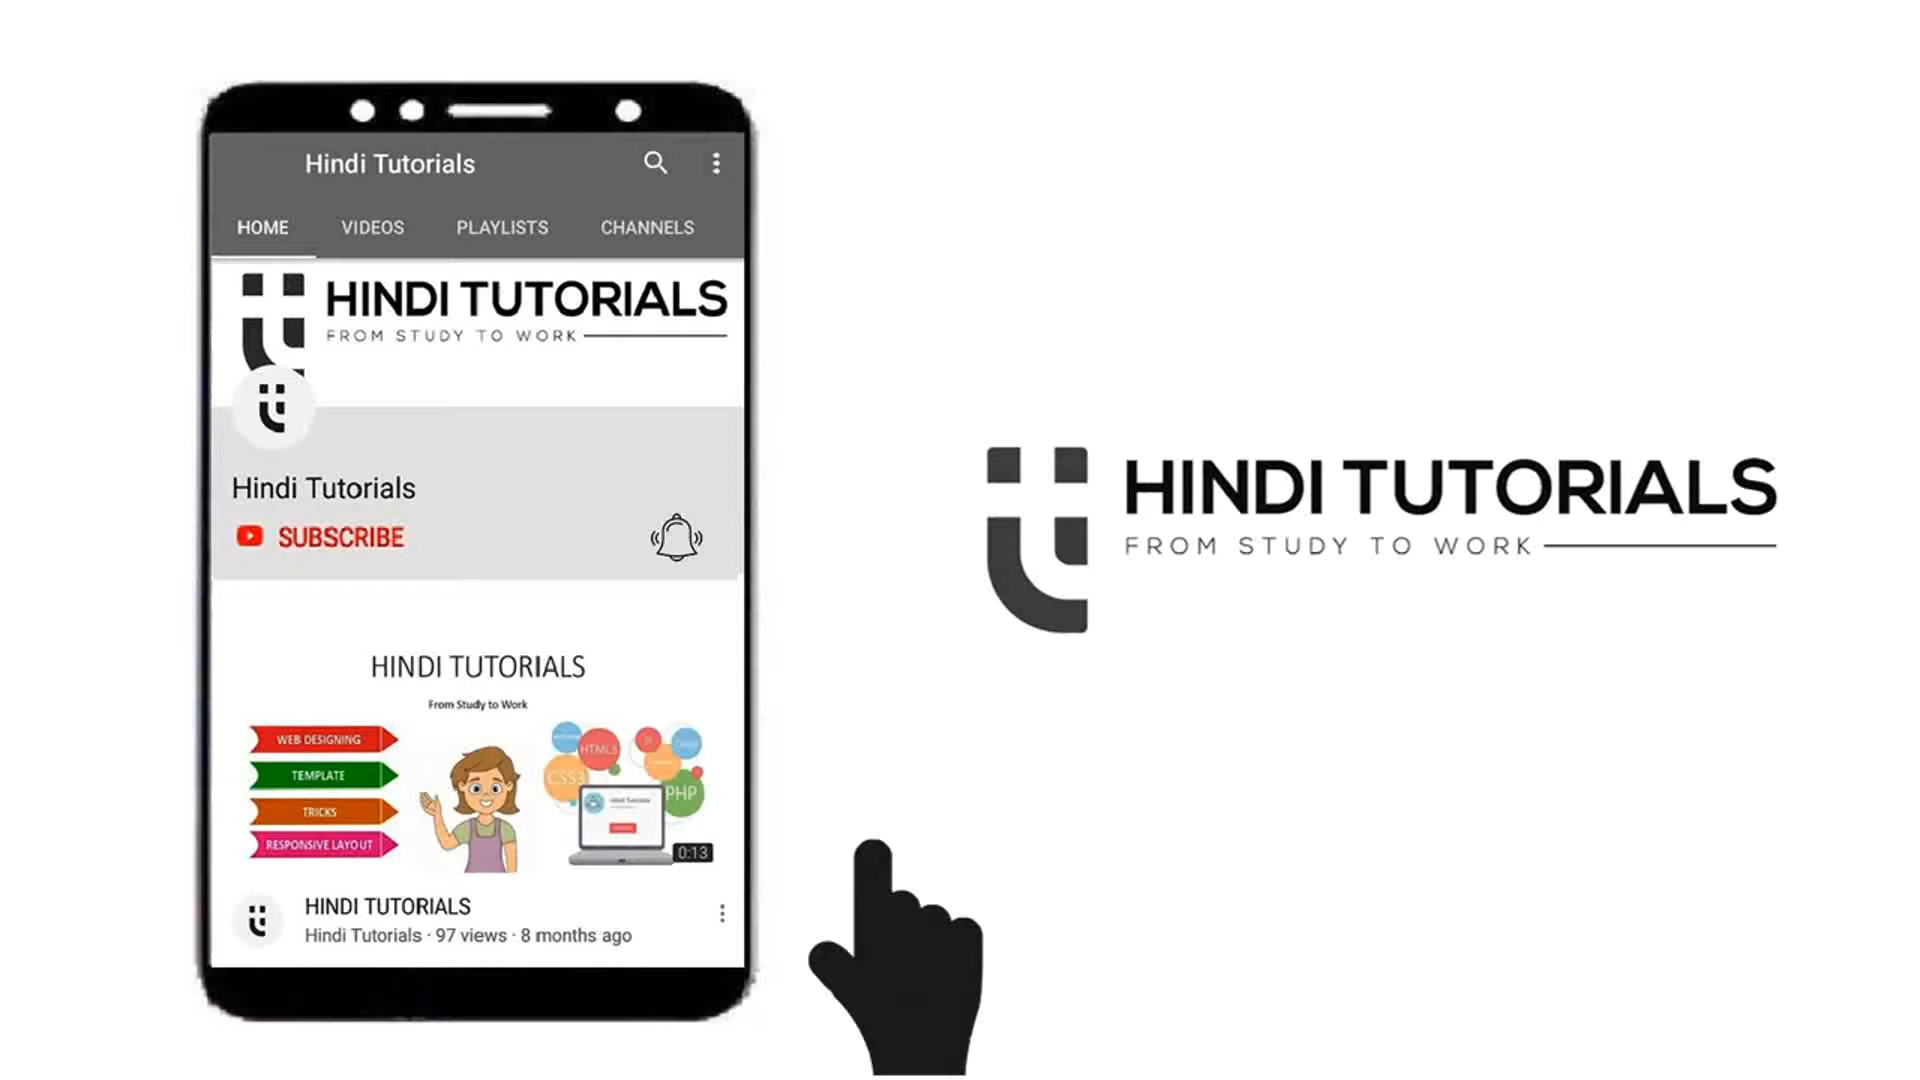 Hindi Tutorials
HOME VIDEOS PLAYLISTS CHANNELS
HINDI TUTORIALS
FROM STUDY TO WORK
Hindi Tutorials
SUBSCRIBE
HINDI TUTORIALS
From Study to Work
WEB DESIGNING
TEMPLATE
TRICKS
RESPONSIVE LAYOUT
HTML5
CSS3
PHP
0:13
HINDI TUTORIALS
Hindi Tutorials · 97 views · 8 months ago
HINDI TUTORIALS
FROM STUDY TO WORK